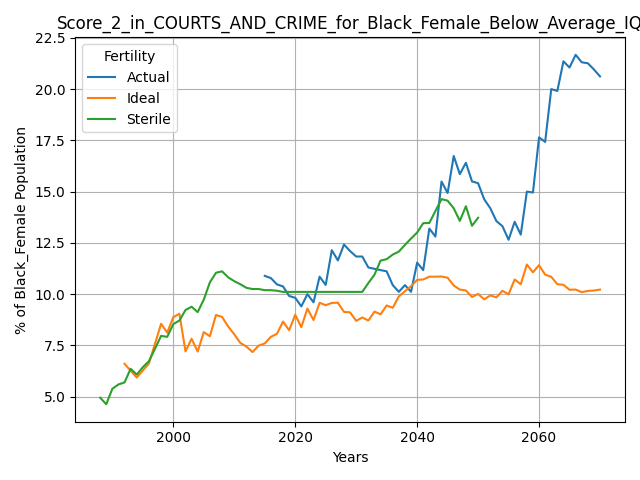 Score_2_in_COURTS_AND_CRIME_for_Black_Female_Below_Average_IQ
Fertility
Actual
Ideal
Sterile
% of Black_Female Population
22.5
20.0
17.5
15.0
12.5
10.0
7.5
5.0
2000
2020
2040
2060
Years